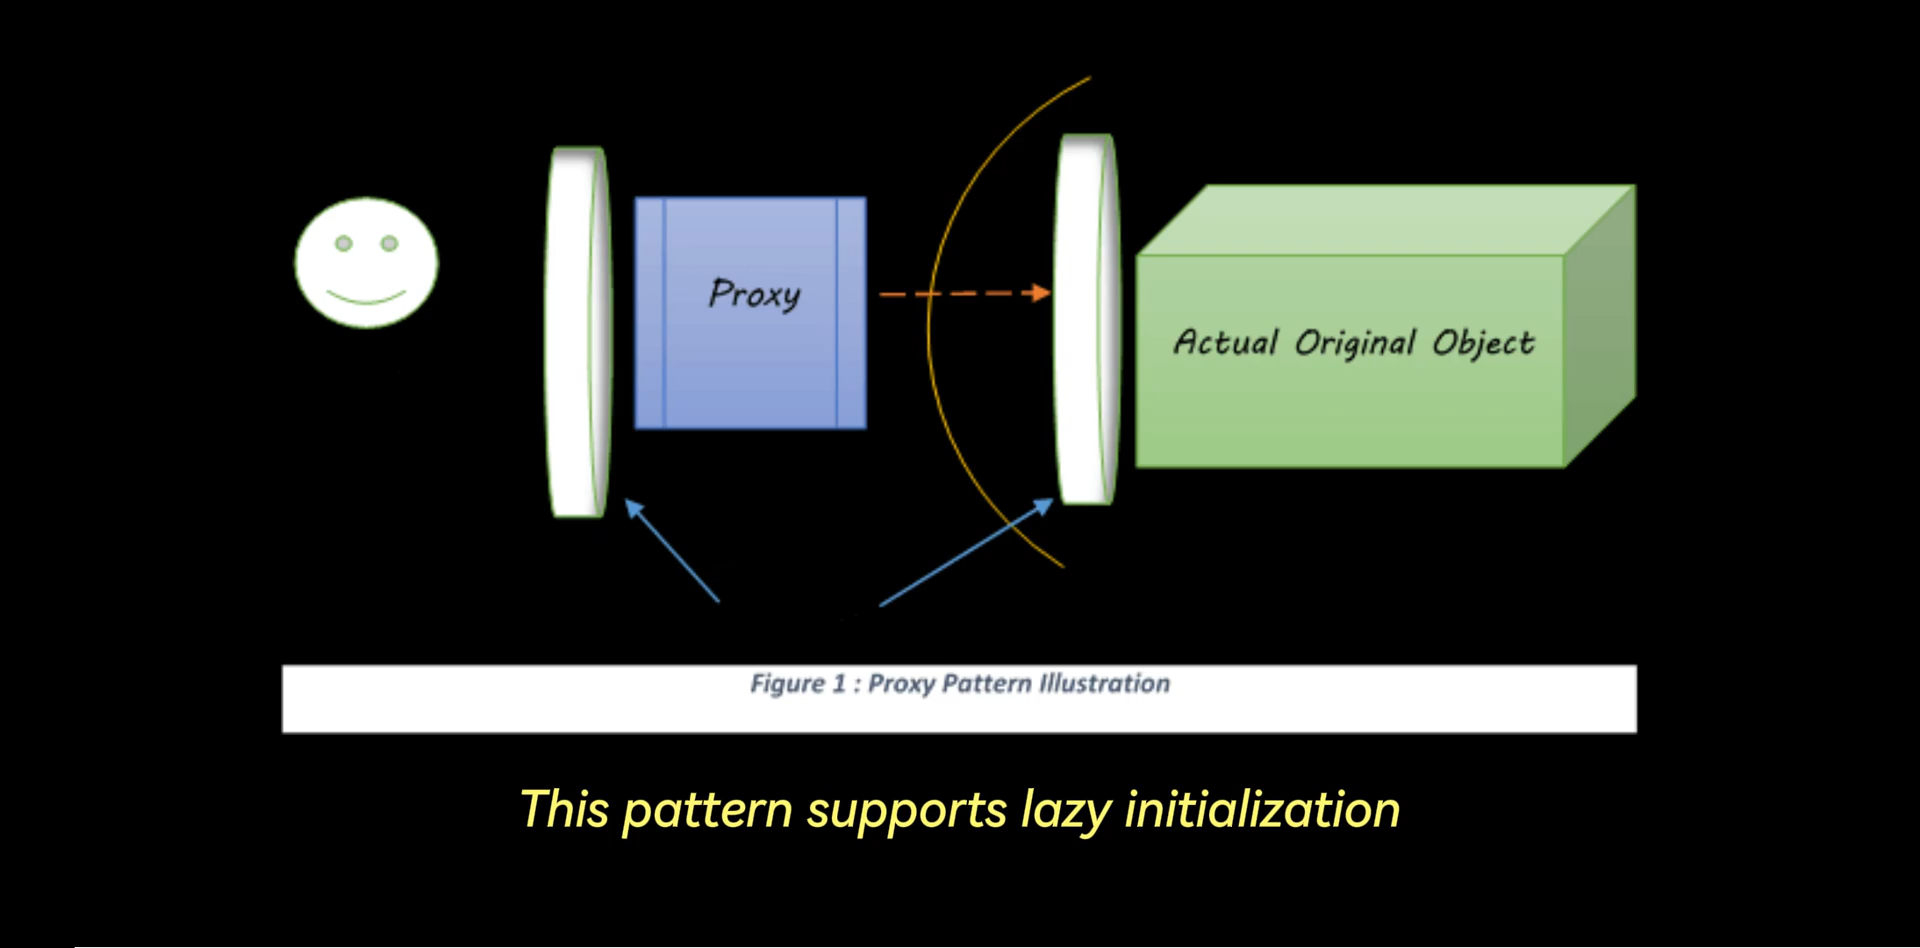 Proxy
Actual Original Object
Figure 1 : Proxy Pattern Illustration
This pattern supports lazy initialization